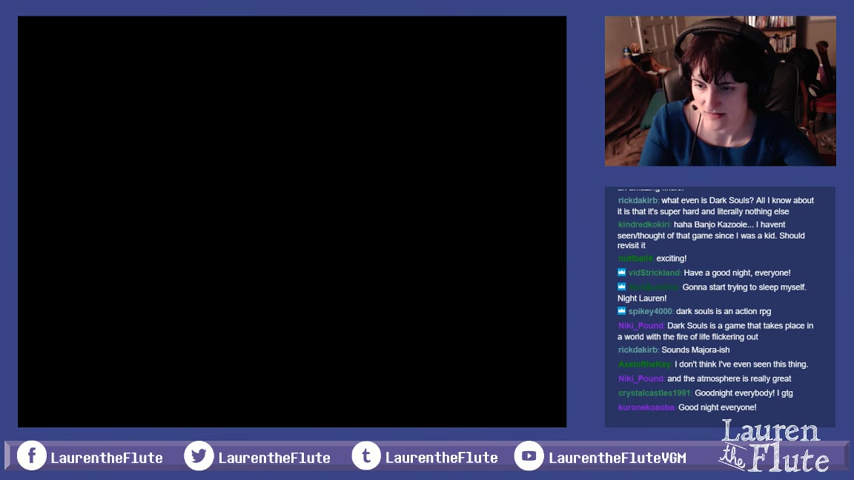 rickdakirb: what even is Dark Souls? All I know about
it is that it's super hard and literally nothing else
kindredkokiri: haha Banjo Kazooie... I havent
seen/thought of that game since I was a kid. Should
revisit it
exciting!
vidStrickland: Have a good night, everyone!
Gonna start trying to sleep myself.
Night Lauren!
spikey4000: dark souls is an action rpg
Niki_Pound: Dark Souls is a game that takes place in
a world with the fire of life flickering out
rickdakirb: Sounds Majora-ish
AxeloftheKey: I don't think I've even seen this thing.
Niki_Pound: and the atmosphere is really great
crystalcastles1991: Goodnight everybody! I gtg
kuronekoaoba: Good night everyone!
Lauren
the Flute
LaurentheFlute
LaurentheFlute
LaurentheFlute
LaurentheFluteVGM